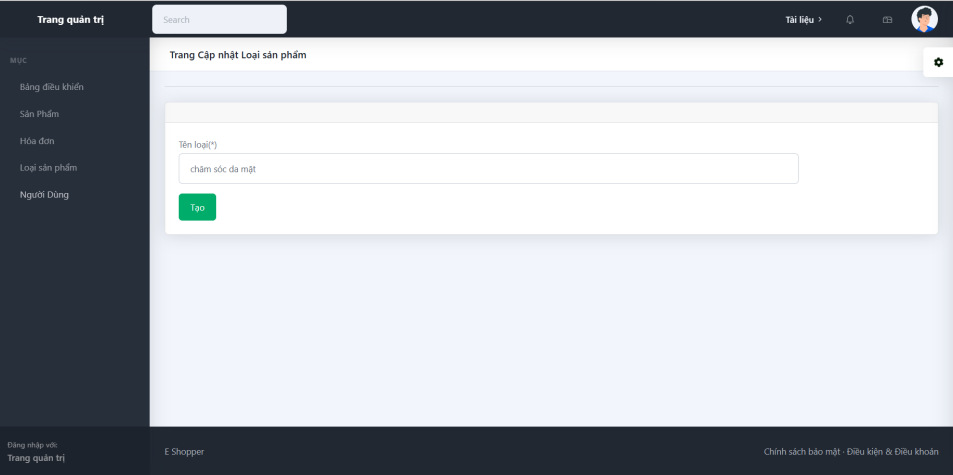 Trang quản trị
Search
Tài liệu
Trang Cập nhật Loại sản phẩm
MỤC
Bảng điều khiển
Sản Phẩm
Hóa đơn
Loại sản phẩm
Người Dùng
Tên loại(*)
chăm sóc da mặt
Tạo
Đăng nhập với:
Trang quản trị
E Shopper
Chính sách bảo mật · Điều kiện & Điều khoản